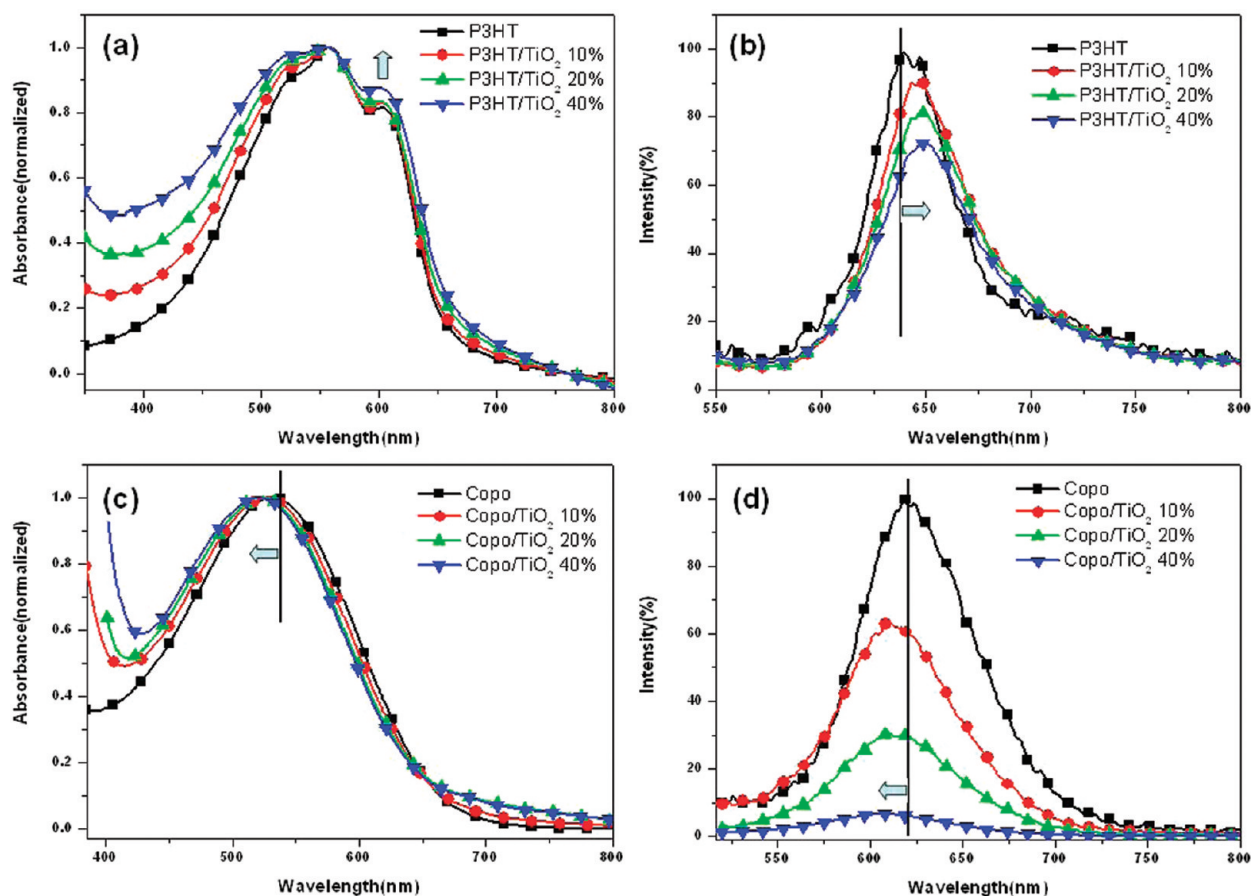 (a)
P3HT
P3HT/TiO2 10%
P3HT/TiO2 20%
P3HT/TiO2 40%
1.0
0.8
0.6
0.4
0.2
0.0
Absorbance(normalized)
400 500 600 700 800
Wavelength(nm)
(b)
P3HT
P3HT/TiO2 10%
P3HT/TiO2 20%
P3HT/TiO2 40%
100
80
60
40
20
0
Intensity(%)
550 600 650 700 750 800
Wavelength(nm)
(c)
Copo
Copo/TiO2 10%
Copo/TiO2 20%
Copo/TiO2 40%
1.0
0.8
0.6
0.4
0.2
0.0
Absorbance(normalized)
400 500 600 700 800
Wavelength(nm)
(d)
Copo
Copo/TiO2 10%
Copo/TiO2 20%
Copo/TiO2 40%
100
80
60
40
20
0
Intensity(%)
550 600 650 700 750 800
Wavelength(nm)